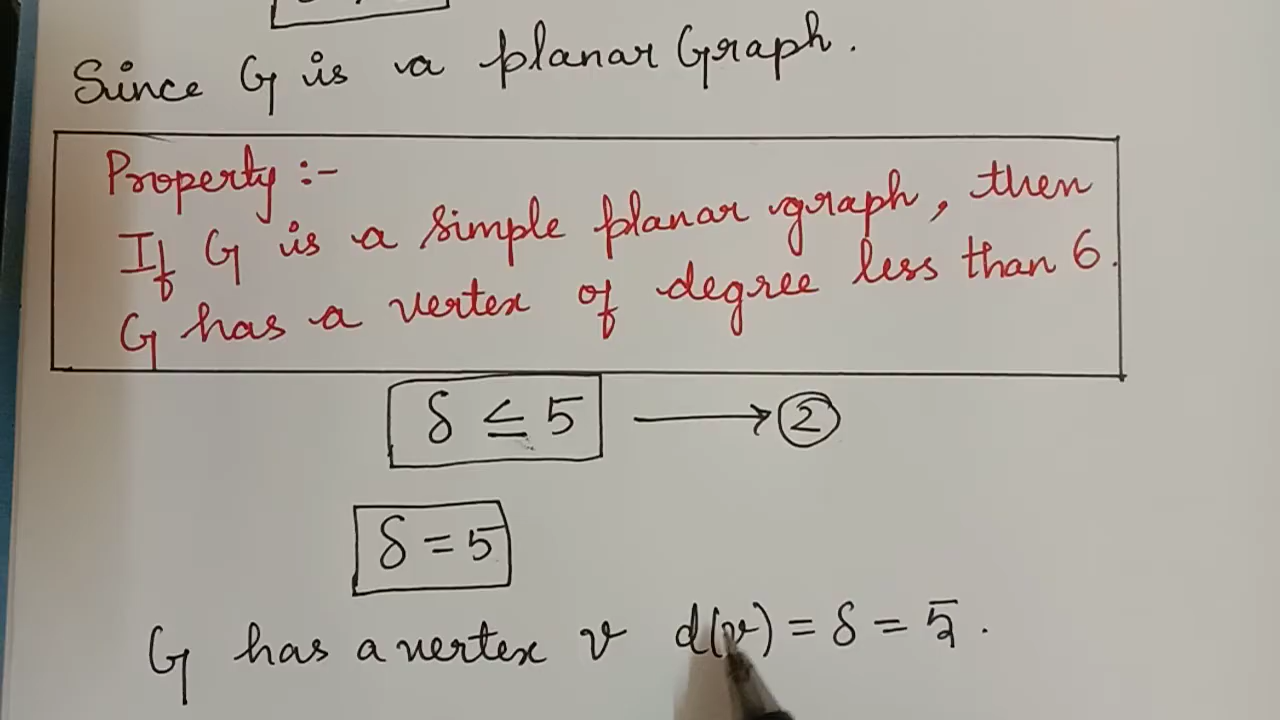 Since G is a planar Graph.
Property :-
If G is a simple planar graph, then
G has a vertex of degree less than 6.
δ ≤ 5 ⟶ ②
δ = 5
G has a vertex v d(v) = δ = 5.